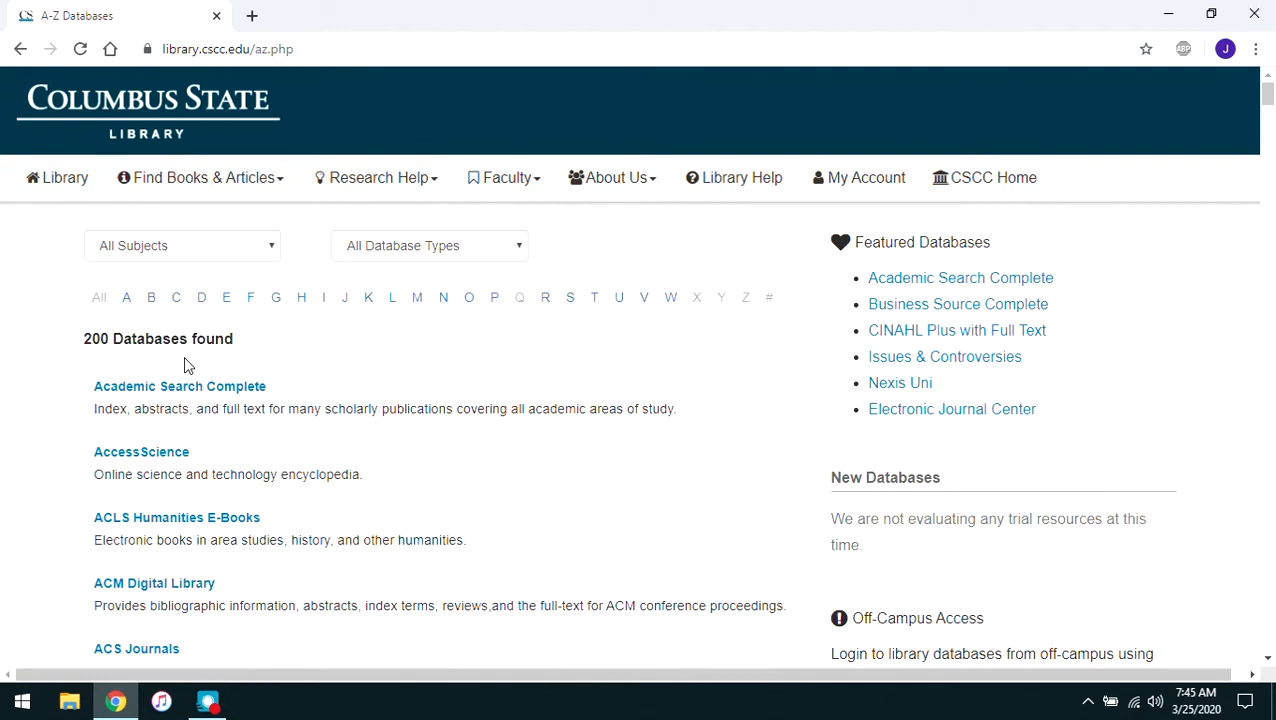 A-Z Databases
library.cscc.edu/az.php
ABP
J
COLUMBUS STATE
LIBRARY
Library
Find Books & Articles
Research Help
Faculty
About Us
Library Help
My Account
CSCC Home
All Subjects
All Database Types
All A B C D E F G H I J K L M N O P Q R S T U V W X Y Z #
200 Databases found
Academic Search Complete
Index, abstracts, and full text for many scholarly publications covering all academic areas of study.
AccessScience
Online science and technology encyclopedia.
ACLS Humanities E-Books
Electronic books in area studies, history, and other humanities.
ACM Digital Library
Provides bibliographic information, abstracts, index terms, reviews,and the full-text for ACM conference proceedings.
ACS Journals
Featured Databases
Academic Search Complete
Business Source Complete
CINAHL Plus with Full Text
Issues & Controversies
Nexis Uni
Electronic Journal Center
New Databases
We are not evaluating any trial resources at this
time.
Off-Campus Access
Login to library databases from off-campus using
7:45 AM
3/25/2020